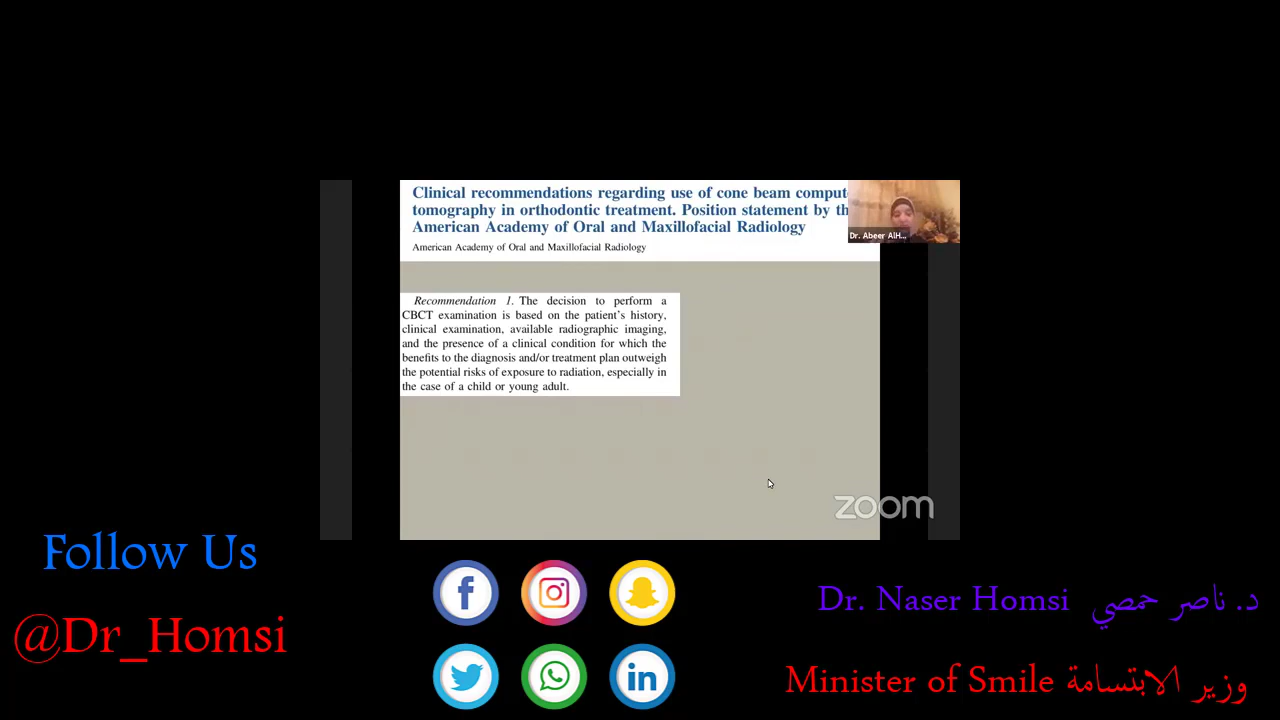 Clinical recommendations regarding use of cone beam
tomography in orthodontic treatment. Position statement by
American Academy of Oral and Maxillofacial Radiology
American Academy of Oral and Maxillofacial Radiology
Dr. Abeer AlH...
Recommendation 1. The decision to perform a
CBCT examination is based on the patient's history,
clinical examination, available radiographic imaging,
and the presence of a clinical condition for which the
benefits to the diagnosis and/or treatment plan outweigh
the potential risks of exposure to radiation, especially in
the case of a child or young adult.
zoom
Follow Us
@Dr_Homsi
Dr. Naser Homsi د. ناصر حمصي
Minister of Smile وزير الابتسامة